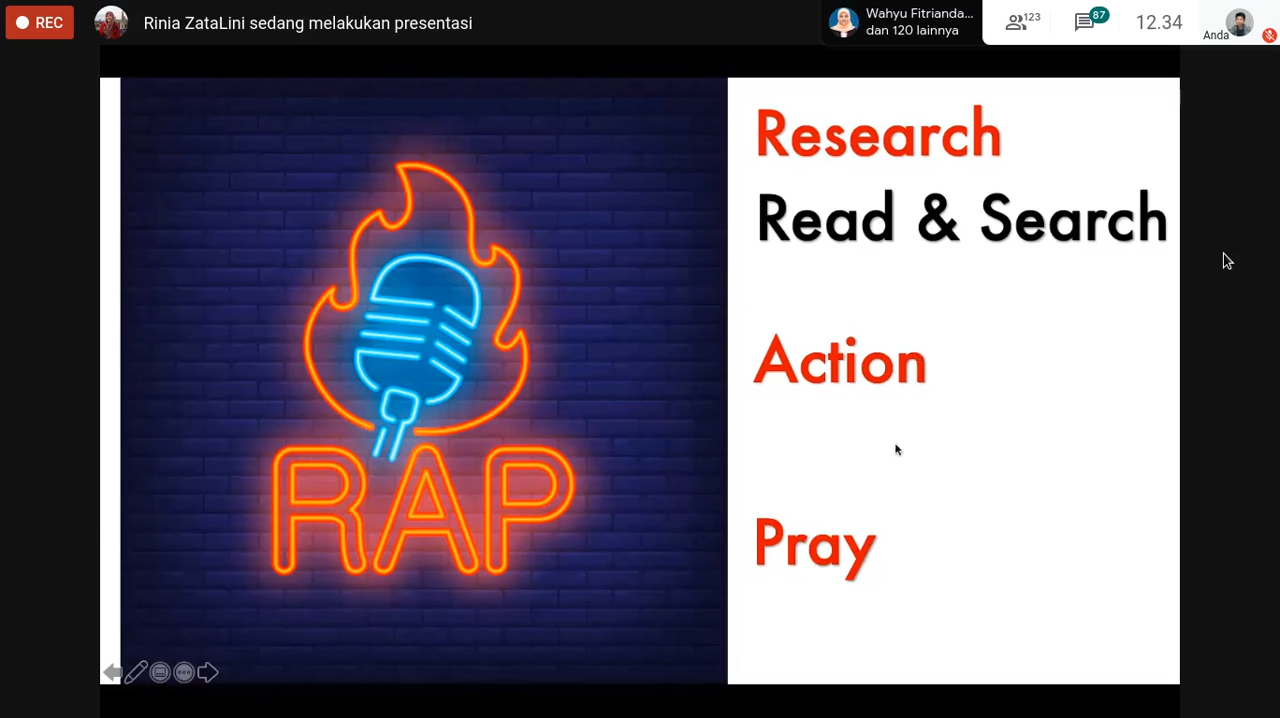 REC
Rinia ZataLini sedang melakukan presentasi
Wahyu Fitrianda...
dan 120 lainnya
123
87
12.34
Anda
Research
Read & Search
Action
Pray
RAP